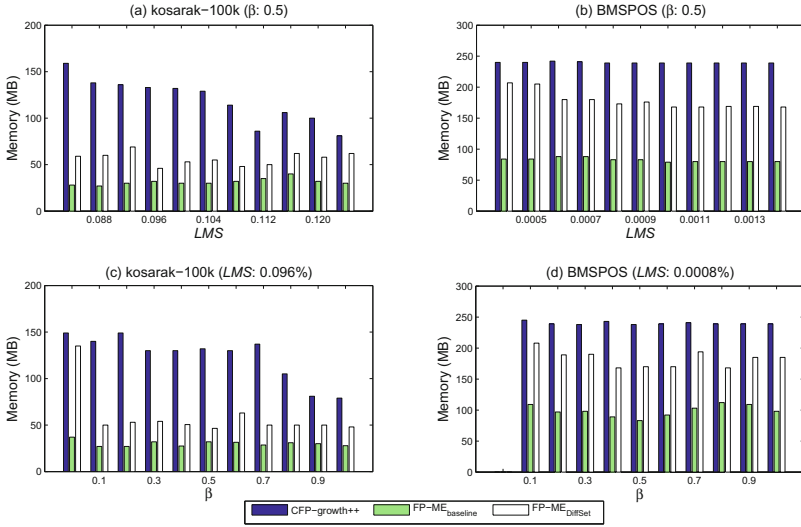 (a) kosarak−100k (β: 0.5)
200
150
100
50
0
Memory (MB)
0.088 0.096 0.104 0.112 0.120
LMS
(b) BMSPOS (β: 0.5)
300
250
200
150
100
50
0
Memory (MB)
0.0005 0.0007 0.0009 0.0011 0.0013
LMS
(c) kosarak−100k (LMS: 0.096%)
200
150
100
50
0
Memory (MB)
0.1 0.3 0.5 0.7 0.9
β
(d) BMSPOS (LMS: 0.0008%)
300
250
200
150
100
50
0
Memory (MB)
0.1 0.3 0.5 0.7 0.9
β
CFP−growth++ FP−MEbaseline FP−MEDiffSet